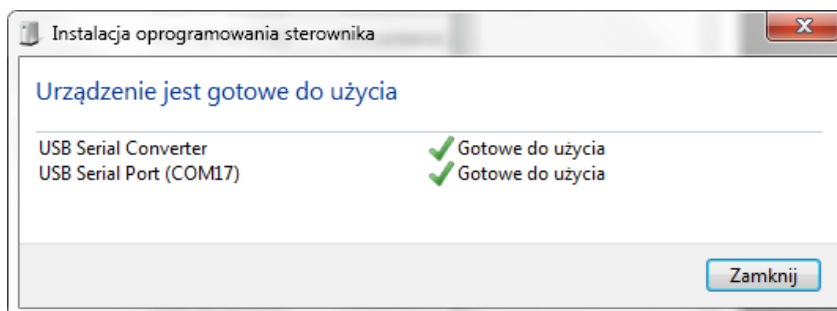 Instalacja oprogramowania sterownika
Urządzenie jest gotowe do użycia
USB Serial Converter Gotowe do użycia
USB Serial Port (COM17) Gotowe do użycia
Zamknij